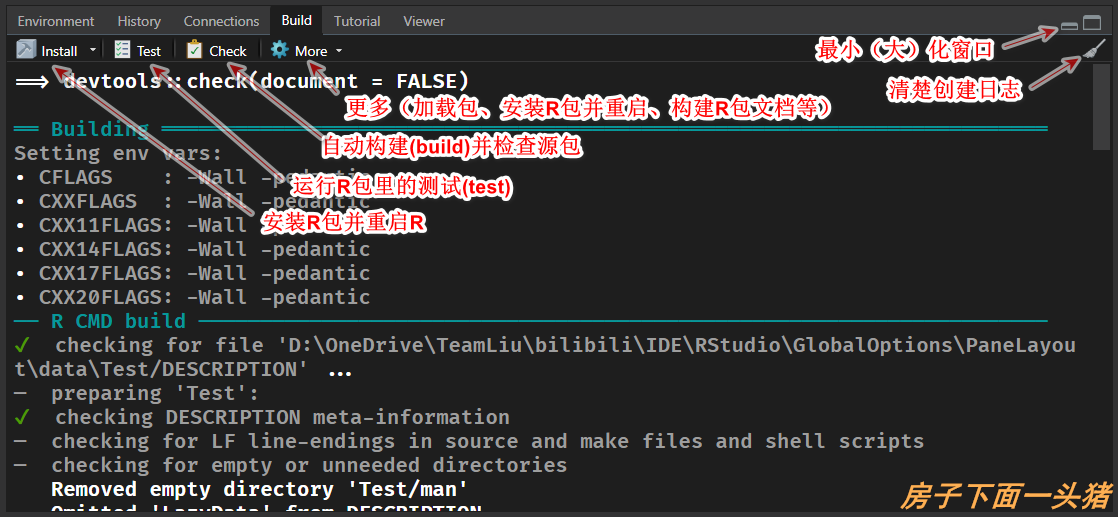 Environment History Connections Build Tutorial Viewer
Install Test Check More
最小（大）化窗口
==> devtools::check(document = FALSE)
清楚创建日志
更多（加载包、安装R包并重启、构建R包文档等）
══ Building ══
自动构建(build)并检查源包
Setting env vars:
• CFLAGS : -Wall -pedantic
运行R包里的测试(test)
• CXXFLAGS : -Wall -pedantic
安装R包并重启R
• CXX11FLAGS: -Wall -pedantic
• CXX14FLAGS: -Wall -pedantic
• CXX17FLAGS: -Wall -pedantic
• CXX20FLAGS: -Wall -pedantic
── R CMD build ──
✓ checking for file 'D:\OneDrive\TeamLiu\bilibili\IDE\RStudio\GlobalOptions\PaneLayou
t\data\Test/DESCRIPTION' ...
─ preparing 'Test':
✓ checking DESCRIPTION meta-information
─ checking for LF line-endings in source and make files and shell scripts
─ checking for empty or unneeded directories
Removed empty directory 'Test/man'
Omitted 'LazyData' from DESCRIPTION
房子下面一头猪